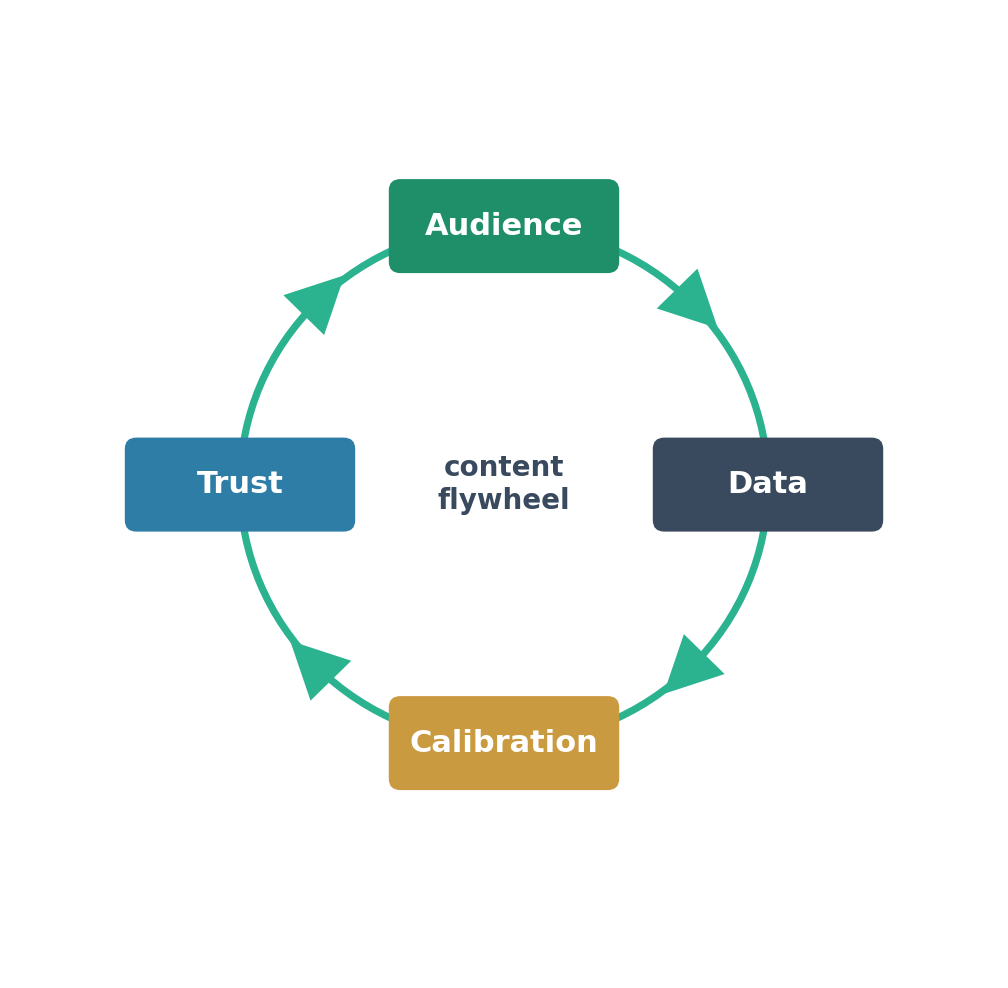 Audience
Trust
content
flywheel
Data
Calibration